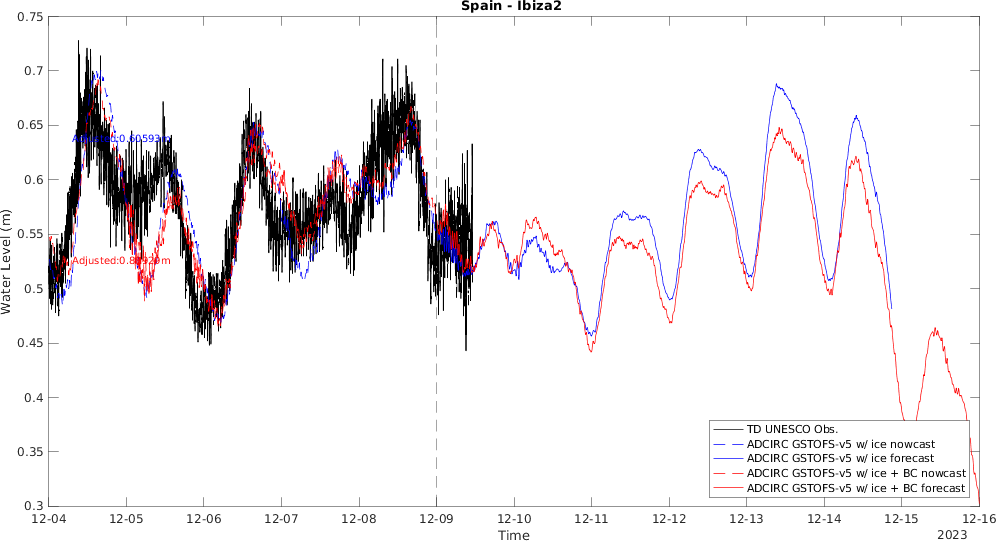 Spain - Ibiza2
0.75
0.7
0.65
0.6
0.55
0.5
0.45
0.4
0.35
0.3
Water Level (m)
Adjusted:0.60593m
TD UNESCO Obs.
ADCIRC GSTOFS-v5 w/ ice nowcast
ADCIRC GSTOFS-v5 w/ ice forecast
ADCIRC GSTOFS-v5 w/ ice + BC nowcast
ADCIRC GSTOFS-v5 w/ ice + BC forecast
12-04 12-05 12-06 12-07 12-08 12-09 12-10 12-11 12-12 12-13 12-14 12-15 12-16
Time
2023